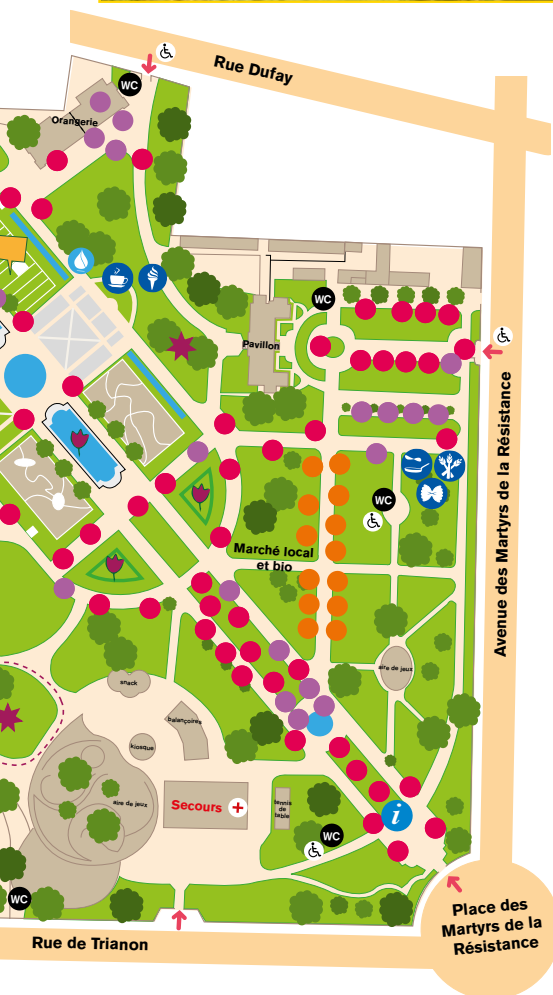 Rue Dufay
WC
Orangerie
WC
Pavillon
Avenue des Martyrs de la Résistance
WC
Marché local
et bio
aire de jeux
snack
balançoires
kiosque
aire de jeux
Secours +
tennis
de
table
i
WC
WC
Place des
Martyrs de la
Résistance
Rue de Trianon